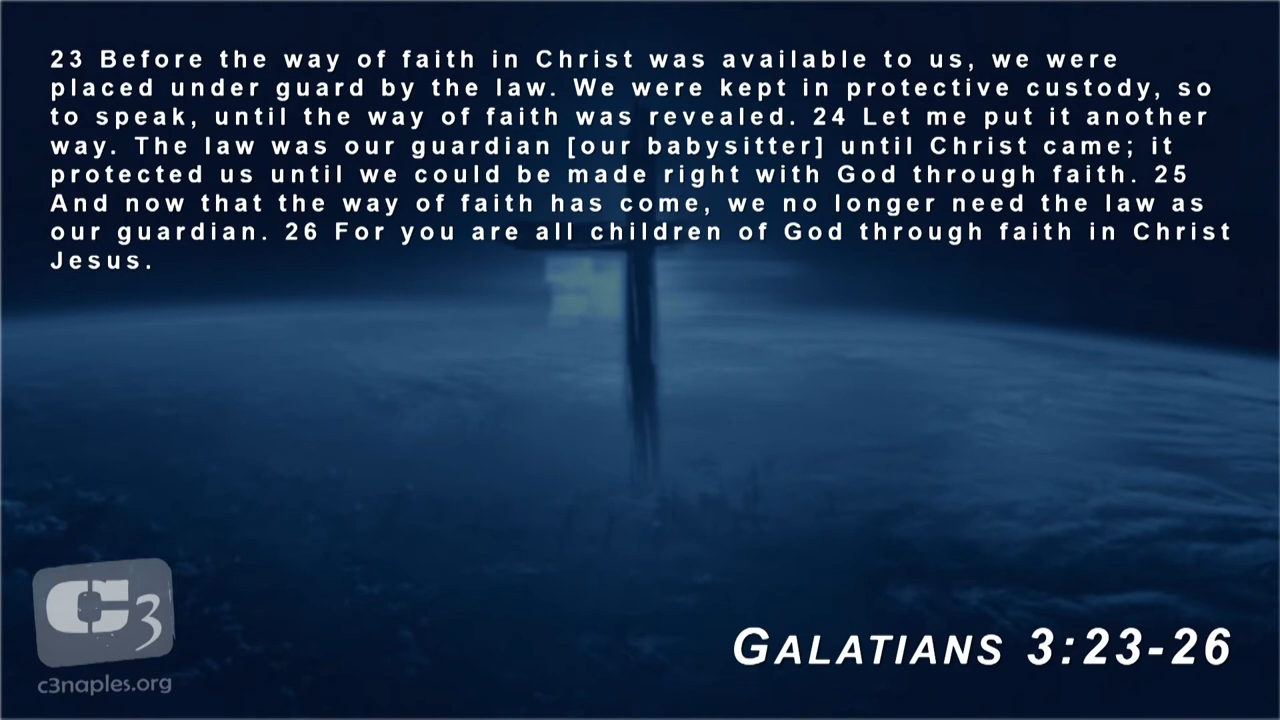 23 Before the way of faith in Christ was available to us, we were
placed under guard by the law. We were kept in protective custody, so
to speak, until the way of faith was revealed. 24 Let me put it another
way. The law was our guardian [our babysitter] until Christ came; it
protected us until we could be made right with God through faith. 25
And now that the way of faith has come, we no longer need the law as
our guardian. 26 For you are all children of God through faith in Christ
Jesus.
C3
c3naples.org
GALATIANS 3:23-26